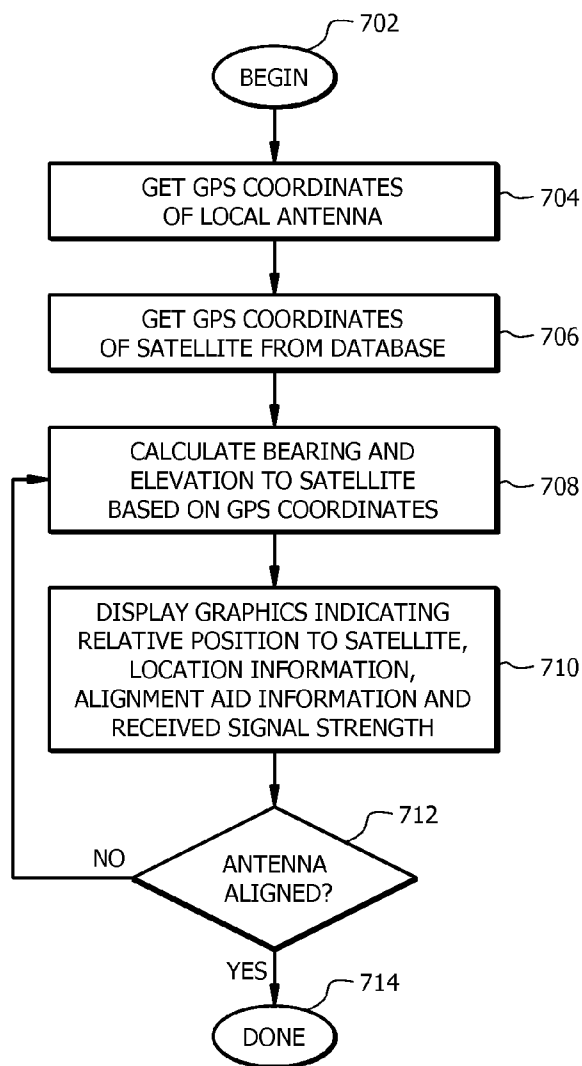 702
BEGIN
GET GPS COORDINATES
OF LOCAL ANTENNA
704
GET GPS COORDINATES
OF SATELLITE FROM DATABASE
706
CALCULATE BEARING AND
ELEVATION TO SATELLITE
BASED ON GPS COORDINATES
708
DISPLAY GRAPHICS INDICATING
RELATIVE POSITION TO SATELLITE,
LOCATION INFORMATION,
ALIGNMENT AID INFORMATION AND
RECEIVED SIGNAL STRENGTH
710
712
NO
ANTENNA
ALIGNED?
YES
714
DONE